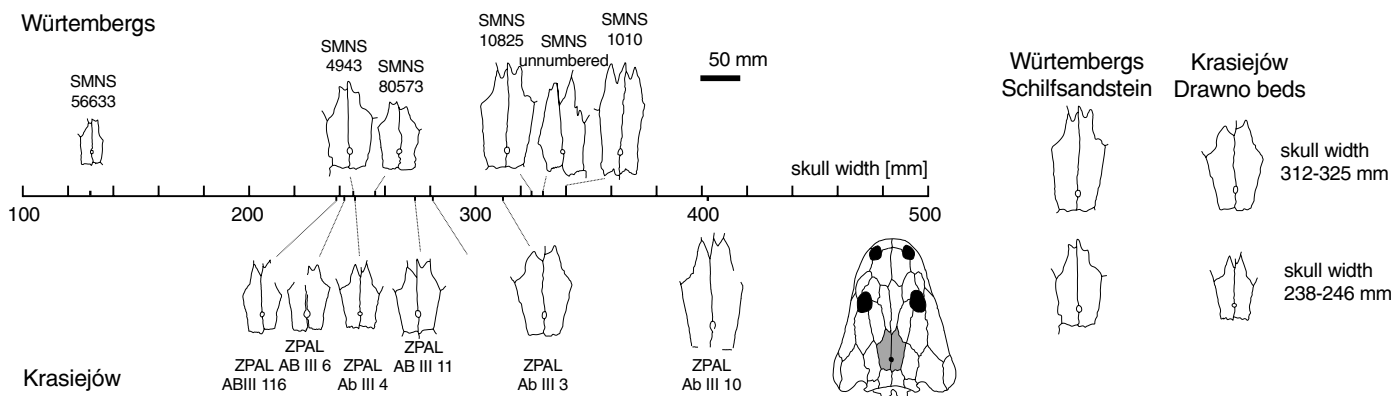 Würtembergs
SMNS
56633
SMNS
4943
SMNS
80573
SMNS
10825
SMNS
unnumbered
SMNS
1010
50 mm
skull width [mm]
100
200
300
400
500
ZPAL
ABIII 116
ZPAL
AB III 6
ZPAL
Ab III 4
ZPAL
AB III 11
ZPAL
Ab III 3
ZPAL
Ab III 10
Krasiejów
Würtembergs
Schilfsandstein
Krasiejów
Drawno beds
skull width
312-325 mm
skull width
238-246 mm